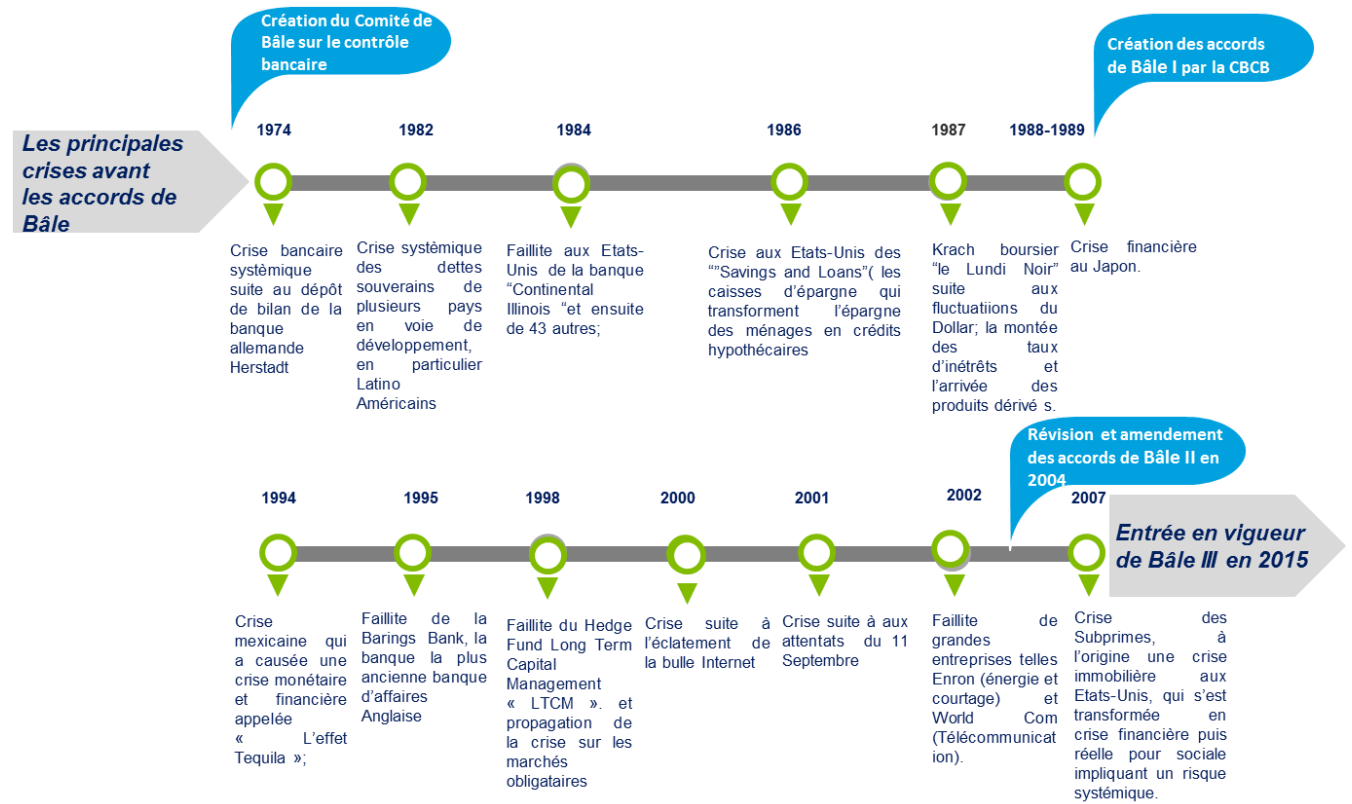 Création du Comité de
Bâle sur le contrôle
bancaire
Création des accords
de Bâle I par la CBCB
Les principales
crises avant
les accords de
Bâle
1974
1982
1984
1986
1987
1988-1989
Crise bancaire
systèmique
suite au dépôt
de bilan de la
banque
allemande
Herstadt
Crise systèmique
des dettes
souverains de
plusieurs pays
en voie de
développement,
en particulier
Latino
Américains
Faillite aux Etats-
Unis de la banque
“Continental
Illinois “et ensuite
de 43 autres;
Crise aux Etats-Unis des
“”Savings and Loans”( les
caisses d’épargne qui
transforment l’épargne
des ménages en crédits
hypothécaires
Krach boursier
“le Lundi Noir”
suite aux
fluctuatiions du
Dollar; la montée
des taux
d’inétrêts et
l’arrivée des
produits dérivé s.
Crise financière
au Japon.
Révision et amendement
des accords de Bâle II en
2004
1994
1995
1998
2000
2001
2002
2007
Entrée en vigueur
de Bâle III en 2015
Crise
mexicaine qui
a causée une
crise monétaire
et financière
appelée
« L’effet
Tequila »;
Faillite de la
Barings Bank, la
banque la plus
ancienne banque
d’affaires
Anglaise
Faillite du Hedge
Fund Long Term
Capital
Management
« LTCM ». et
propagation de
la crise sur les
marchés
obligataires
Crise suite à
l’éclatement de
la bulle Internet
Crise suite à aux
attentats du 11
Septembre
Faillite de
grandes
entreprises telles
Enron (énergie et
courtage) et
World Com
(Télécommunicat
ion).
Crise des
Subprimes, à
l’origine une crise
immobilière aux
Etats-Unis, qui s’est
transformée en
crise financière puis
réelle pour sociale
impliquant un risque
systémique.